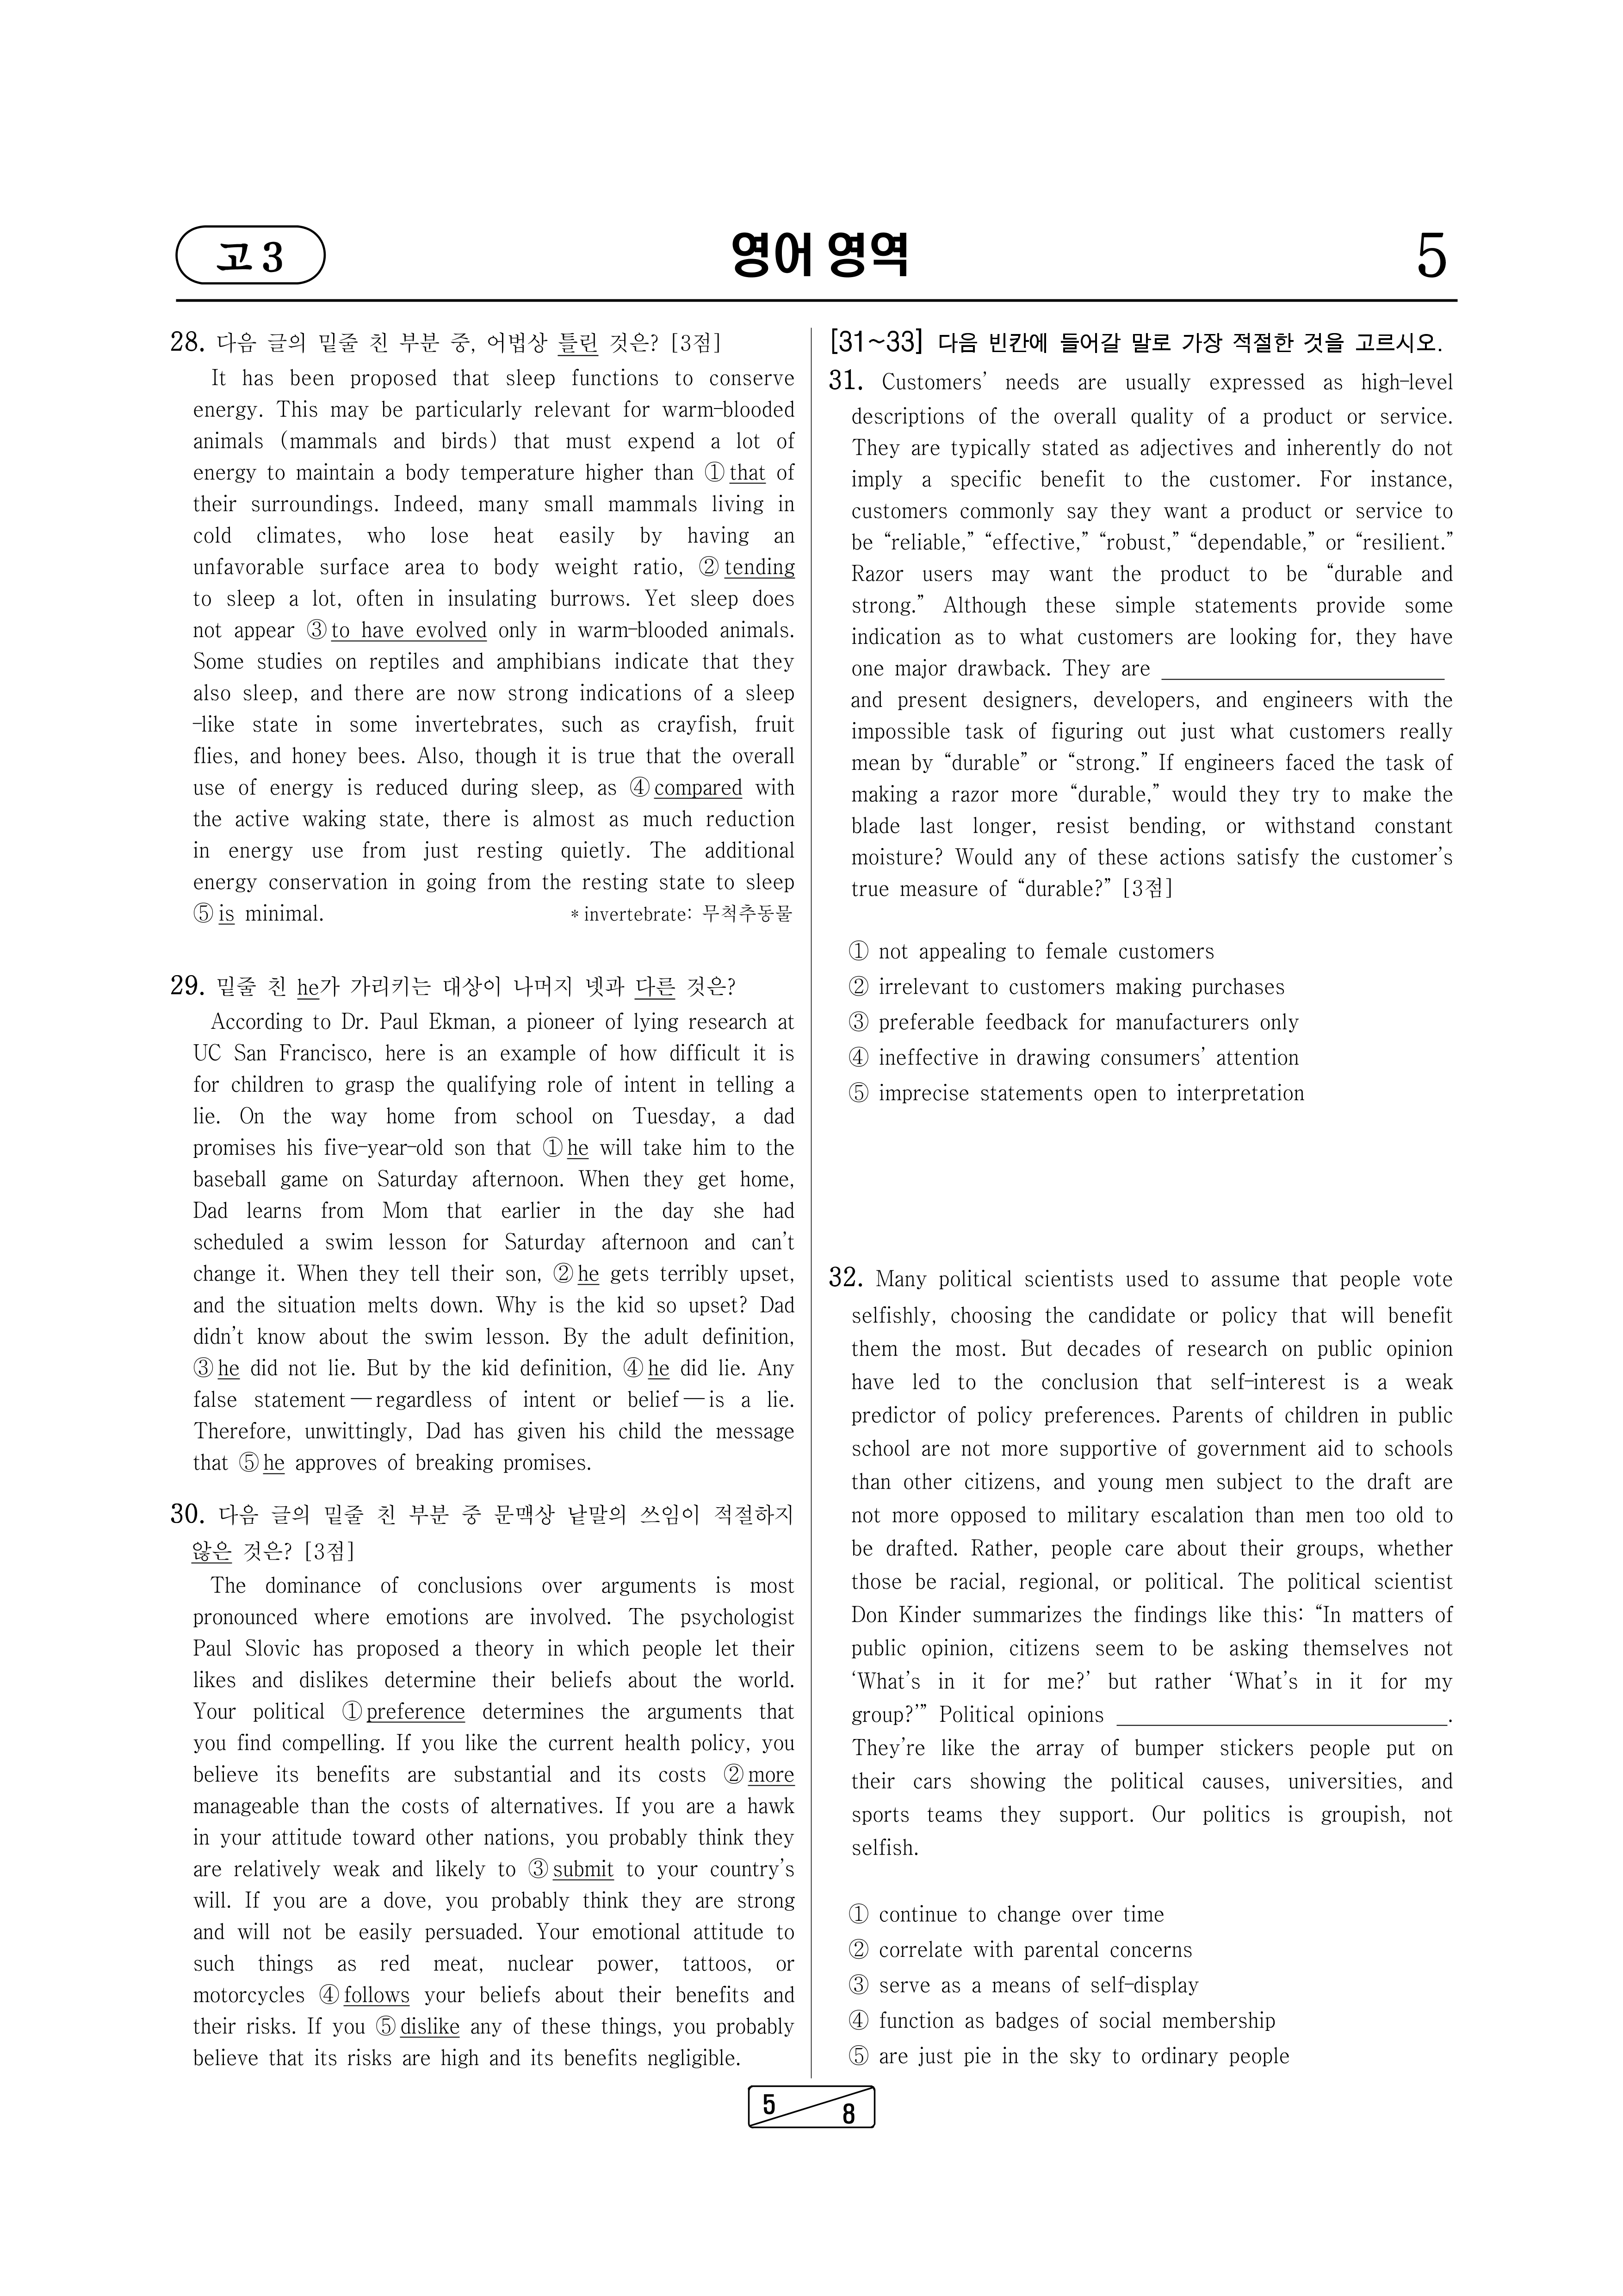 고 3
영어 영역
5
28. 다음 글의 밑줄 친 부분 중, 어법상 틀린 것은? [3점]
It has been proposed that sleep functions to conserve
energy. This may be particularly relevant for warm-blooded
animals (mammals and birds) that must expend a lot of
energy to maintain a body temperature higher than ① that of
their surroundings. Indeed, many small mammals living in
cold climates, who lose heat easily by having an
unfavorable surface area to body weight ratio, ② tending
to sleep a lot, often in insulating burrows. Yet sleep does
not appear ③ to have evolved only in warm-blooded animals.
Some studies on reptiles and amphibians indicate that they
also sleep, and there are now strong indications of a sleep
-like state in some invertebrates, such as crayfish, fruit
flies, and honey bees. Also, though it is true that the overall
use of energy is reduced during sleep, as ④ compared with
the active waking state, there is almost as much reduction
in energy use from just resting quietly. The additional
energy conservation in going from the resting state to sleep
⑤ is minimal. * invertebrate: 무척추동물
29. 밑줄 친 he가 가리키는 대상이 나머지 넷과 다른 것은?
According to Dr. Paul Ekman, a pioneer of lying research at
UC San Francisco, here is an example of how difficult it is
for children to grasp the qualifying role of intent in telling a
lie. On the way home from school on Tuesday, a dad
promises his five-year-old son that ① he will take him to the
baseball game on Saturday afternoon. When they get home,
Dad learns from Mom that earlier in the day she had
scheduled a swim lesson for Saturday afternoon and can't
change it. When they tell their son, ② he gets terribly upset,
and the situation melts down. Why is the kid so upset? Dad
didn't know about the swim lesson. By the adult definition,
③ he did not lie. But by the kid definition, ④ he did lie. Any
false statement — regardless of intent or belief — is a lie.
Therefore, unwittingly, Dad has given his child the message
that ⑤ he approves of breaking promises.
30. 다음 글의 밑줄 친 부분 중 문맥상 낱말의 쓰임이 적절하지
않은 것은? [3점]
The dominance of conclusions over arguments is most
pronounced where emotions are involved. The psychologist
Paul Slovic has proposed a theory in which people let their
likes and dislikes determine their beliefs about the world.
Your political ① preference determines the arguments that
you find compelling. If you like the current health policy, you
believe its benefits are substantial and its costs ② more
manageable than the costs of alternatives. If you are a hawk
in your attitude toward other nations, you probably think they
are relatively weak and likely to ③ submit to your country's
will. If you are a dove, you probably think they are strong
and will not be easily persuaded. Your emotional attitude to
such things as red meat, nuclear power, tattoos, or
motorcycles ④ follows your beliefs about their benefits and
their risks. If you ⑤ dislike any of these things, you probably
believe that its risks are high and its benefits negligible.
[31~33] 다음 빈칸에 들어갈 말로 가장 적절한 것을 고르시오.
31. Customers' needs are usually expressed as high-level
descriptions of the overall quality of a product or service.
They are typically stated as adjectives and inherently do not
imply a specific benefit to the customer. For instance,
customers commonly say they want a product or service to
be “reliable,” “effective,” “robust,” “dependable,” or “resilient.”
Razor users may want the product to be “durable and
strong.” Although these simple statements provide some
indication as to what customers are looking for, they have
one major drawback. They are ____________________
and present designers, developers, and engineers with the
impossible task of figuring out just what customers really
mean by “durable” or “strong.” If engineers faced the task of
making a razor more “durable,” would they try to make the
blade last longer, resist bending, or withstand constant
moisture? Would any of these actions satisfy the customer's
true measure of “durable?” [3점]
① not appealing to female customers
② irrelevant to customers making purchases
③ preferable feedback for manufacturers only
④ ineffective in drawing consumers' attention
⑤ imprecise statements open to interpretation
32. Many political scientists used to assume that people vote
selfishly, choosing the candidate or policy that will benefit
them the most. But decades of research on public opinion
have led to the conclusion that self-interest is a weak
predictor of policy preferences. Parents of children in public
school are not more supportive of government aid to schools
than other citizens, and young men subject to the draft are
not more opposed to military escalation than men too old to
be drafted. Rather, people care about their groups, whether
those be racial, regional, or political. The political scientist
Don Kinder summarizes the findings like this: “In matters of
public opinion, citizens seem to be asking themselves not
‘What's in it for me?’ but rather ‘What's in it for my
group?’” Political opinions ____________________.
They're like the array of bumper stickers people put on
their cars showing the political causes, universities, and
sports teams they support. Our politics is groupish, not
selfish.
① continue to change over time
② correlate with parental concerns
③ serve as a means of self-display
④ function as badges of social membership
⑤ are just pie in the sky to ordinary people
5
8